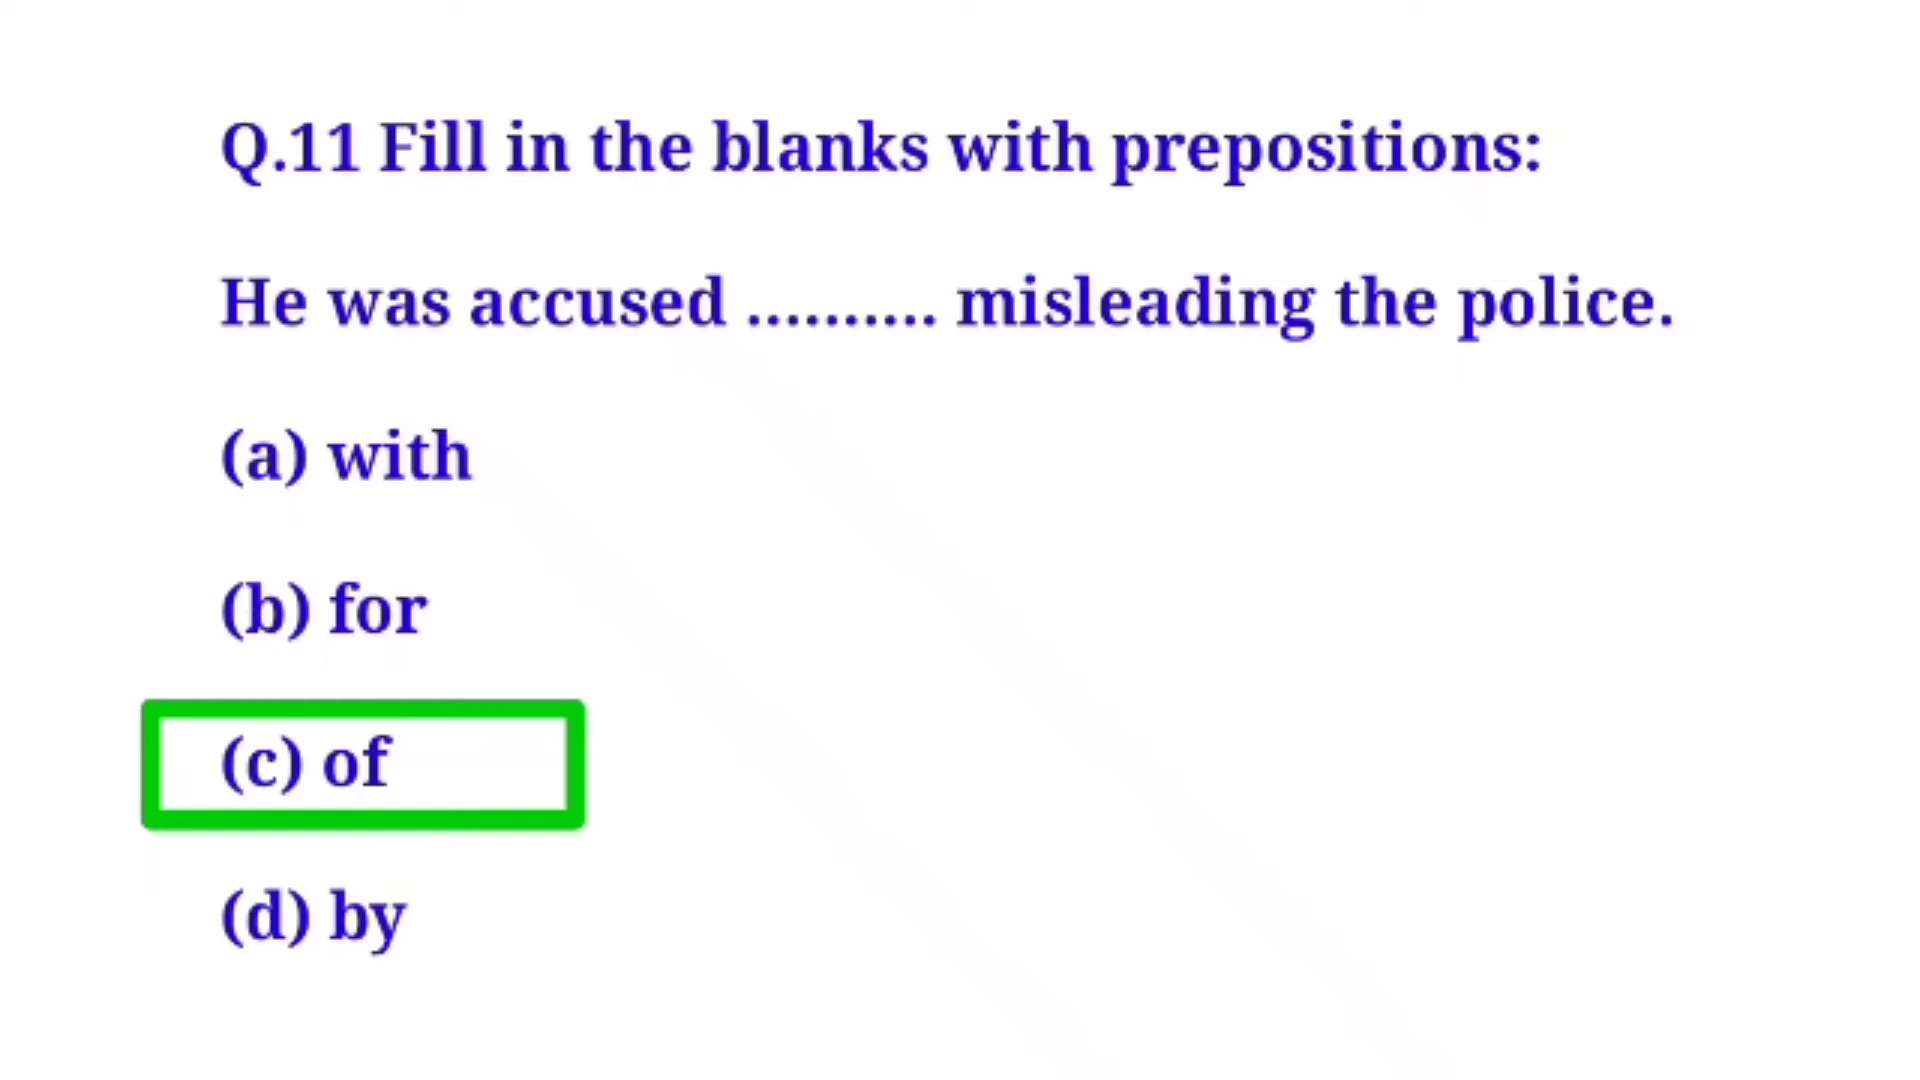 Q.11 Fill in the blanks with prepositions:
He was accused .......... misleading the police.
(a) with
(b) for
(c) of
(d) by